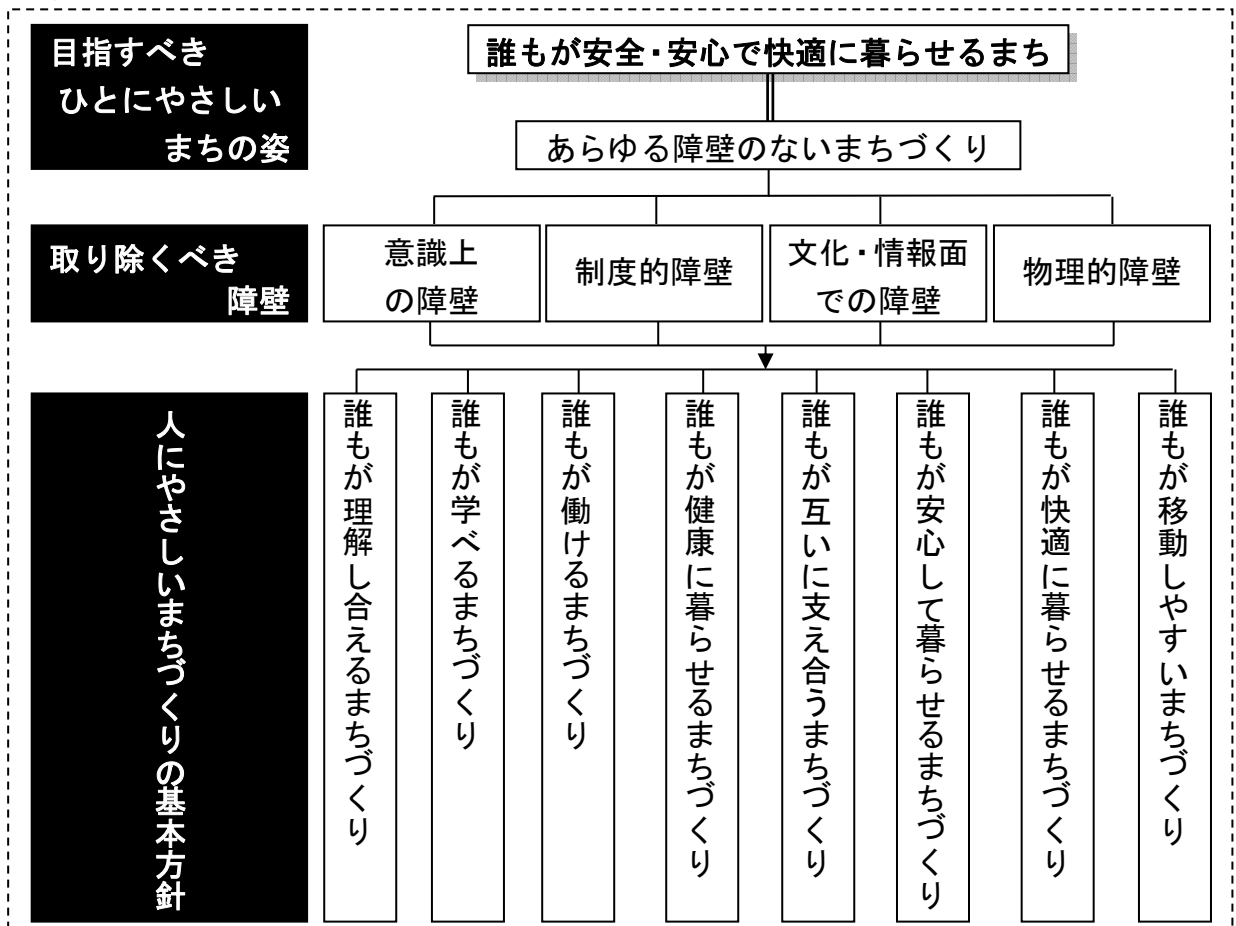 目指すべき
ひとにやさしい
まちの姿
誰もが安全・安心で快適に暮らせるまち
あらゆる障壁のないまちづくり
取り除くべき
障壁
意識上
の障壁
制度的障壁
文化・情報面
での障壁
物理的障壁
人にやさしいまちづくりの基本方針
誰もが理解し合えるまちづくり
誰もが学べるまちづくり
誰もが働けるまちづくり
誰もが健康に暮らせるまちづくり
誰もが互いに支え合うまちづくり
誰もが安心して暮らせるまちづくり
誰もが快適に暮らせるまちづくり
誰もが移動しやすいまちづくり